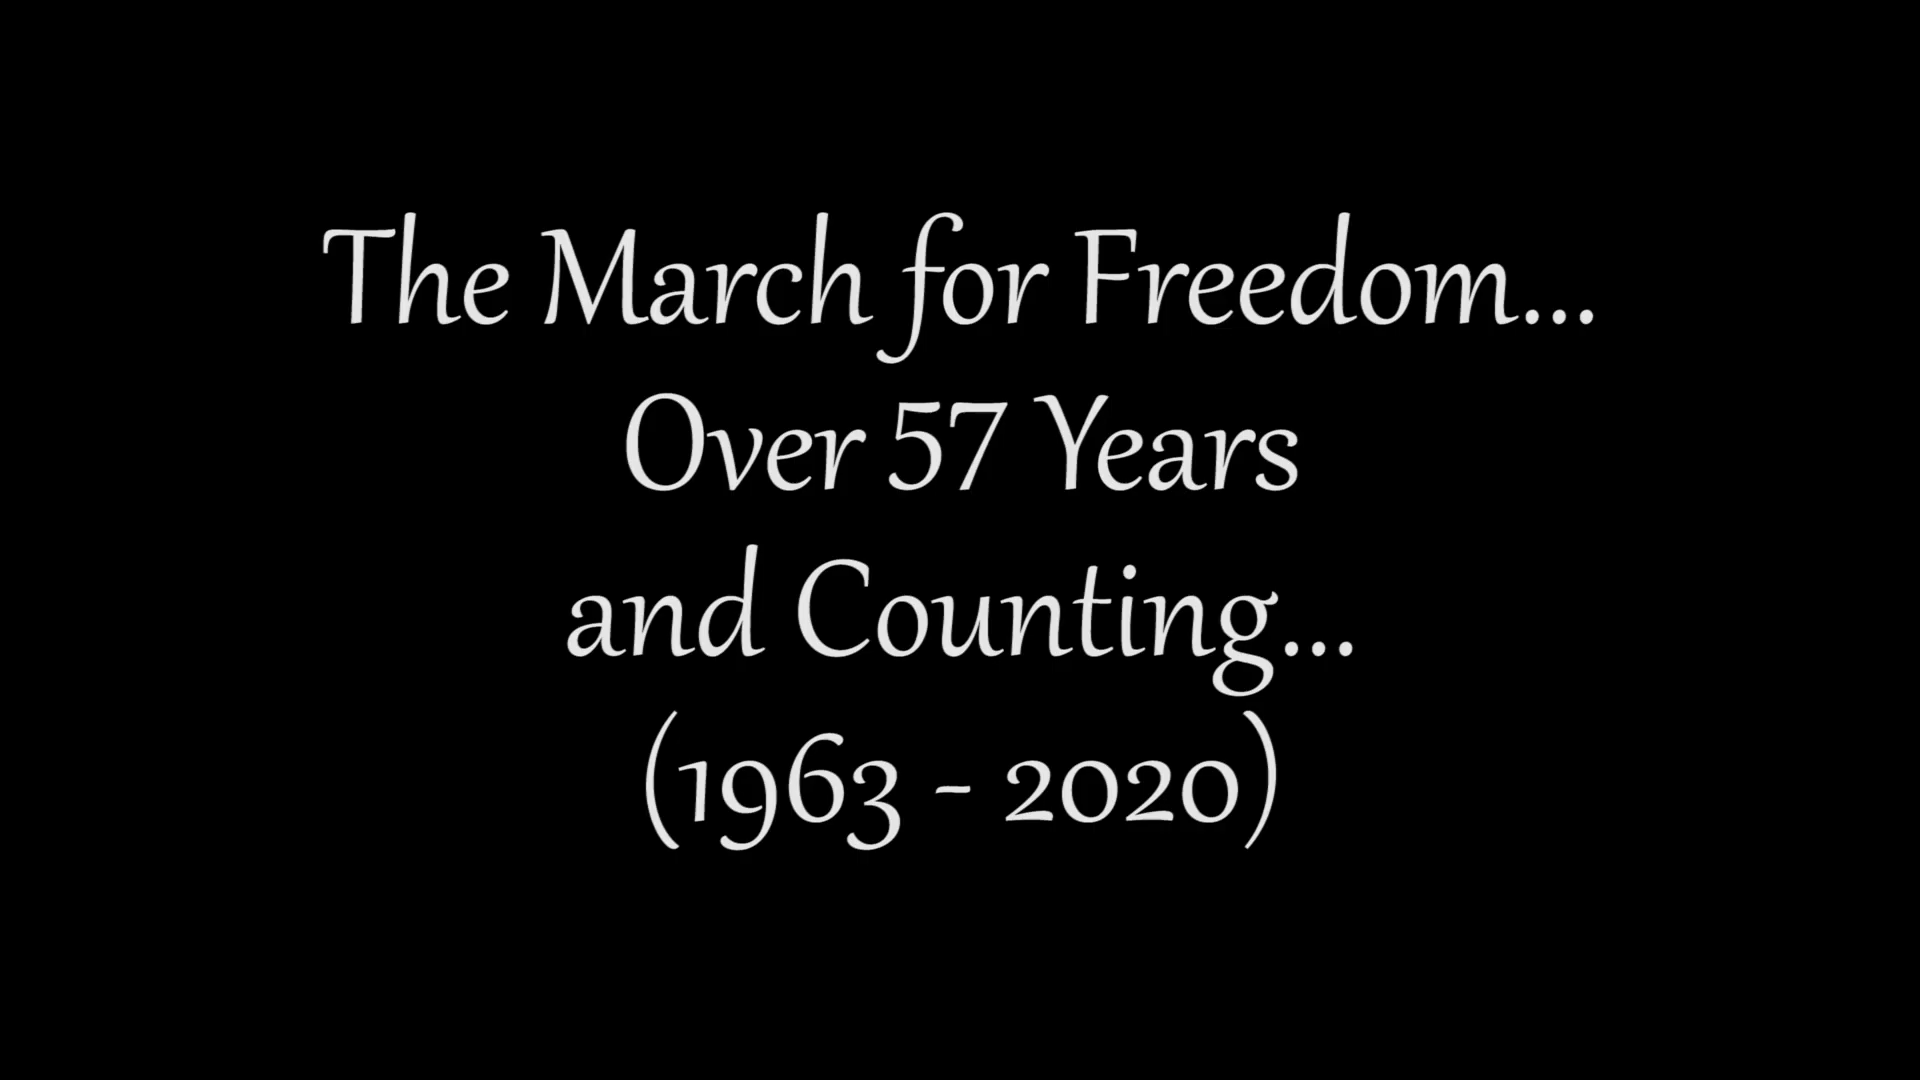 The March for Freedom...
Over 57 Years
and Counting...
(1963 - 2020)